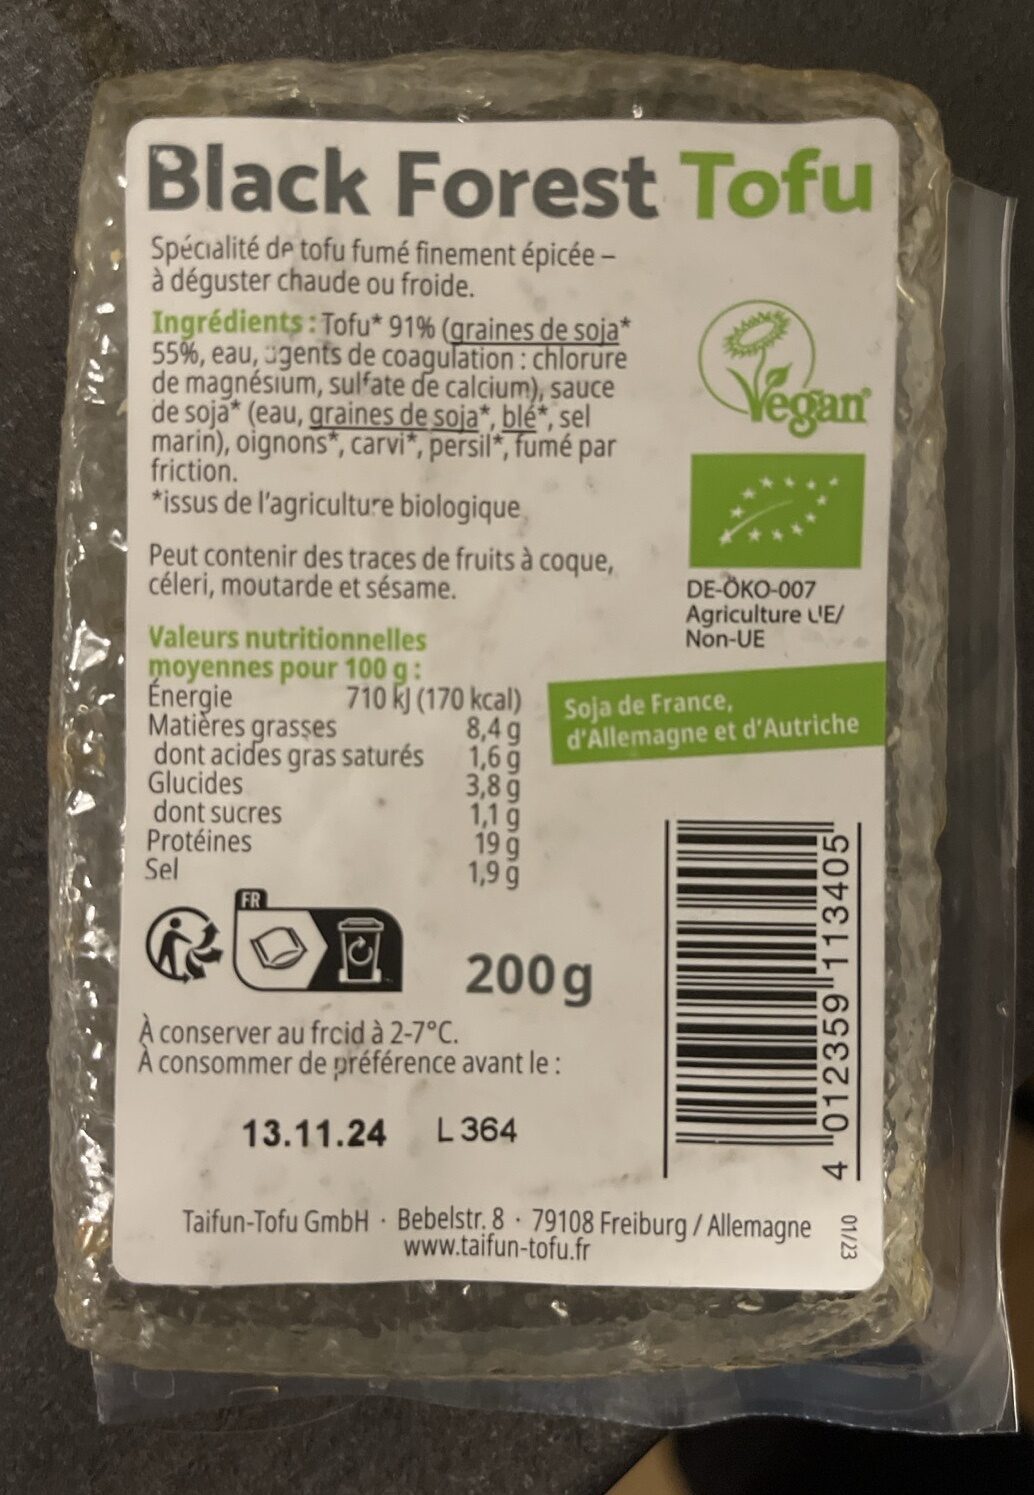 Black Forest Tofu
Spécialité de tofu fumé finement épicée –
à déguster chaude ou froide.
Ingrédients : Tofu* 91% (graines de soja*
55%, eau, agents de coagulation : chlorure
de magnésium, sulfate de calcium), sauce
de soja* (eau, graines de soja*, blé*, sel
marin), oignons*, carvi*, persil*, fumé par
friction.
*issus de l'agriculture biologique
Peut contenir des traces de fruits à coque,
céleri, moutarde et sésame.
Vegan
DE-ÖKO-007
Agriculture UE/
Non-UE
Valeurs nutritionnelles
moyennes pour 100 g :
Énergie 710 kJ (170 kcal)
Matières grasses 8,4 g
dont acides gras saturés 1,6 g
Glucides 3,8 g
dont sucres 1,1 g
Protéines 19 g
Sel 1,9 g
Soja de France,
d'Allemagne et d'Autriche
FR
200g
À conserver au froid à 2-7°C.
À consommer de préférence avant le :
13.11.24 L 364
4 012359 113405
Taifun-Tofu GmbH · Bebelstr. 8 · 79108 Freiburg / Allemagne
www.taifun-tofu.fr
01/23